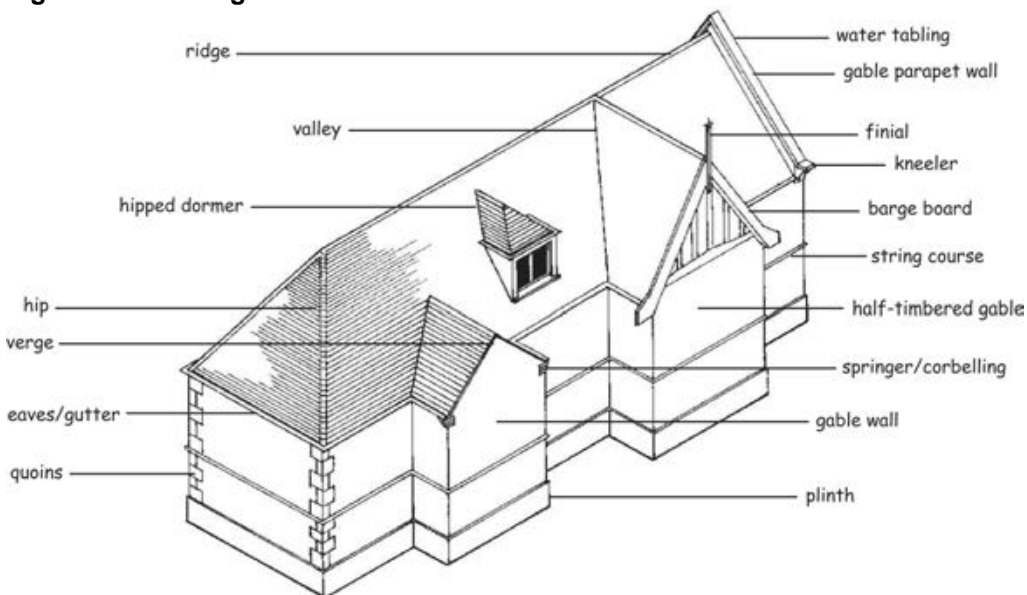 ridge
water tabling
gable parapet wall
valley
finial
kneeler
hipped dormer
barge board
string course
hip
half-timbered gable
verge
springer/corbelling
eaves/gutter
gable wall
quoins
plinth